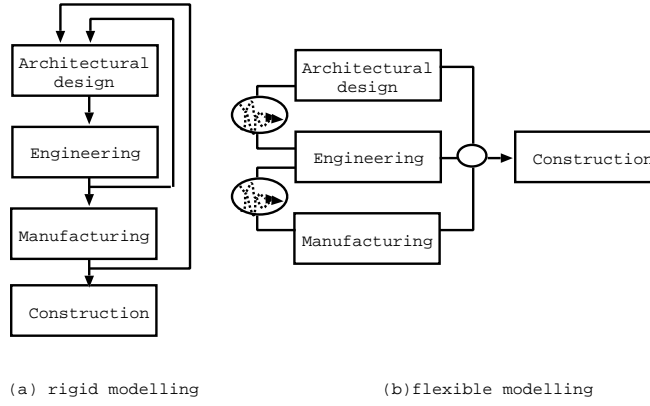 Architectural
design
Engineering
Manufacturing
Construction
(a) rigid modelling
Architectural
design
Engineering
Manufacturing
Construction
(b)flexible modelling